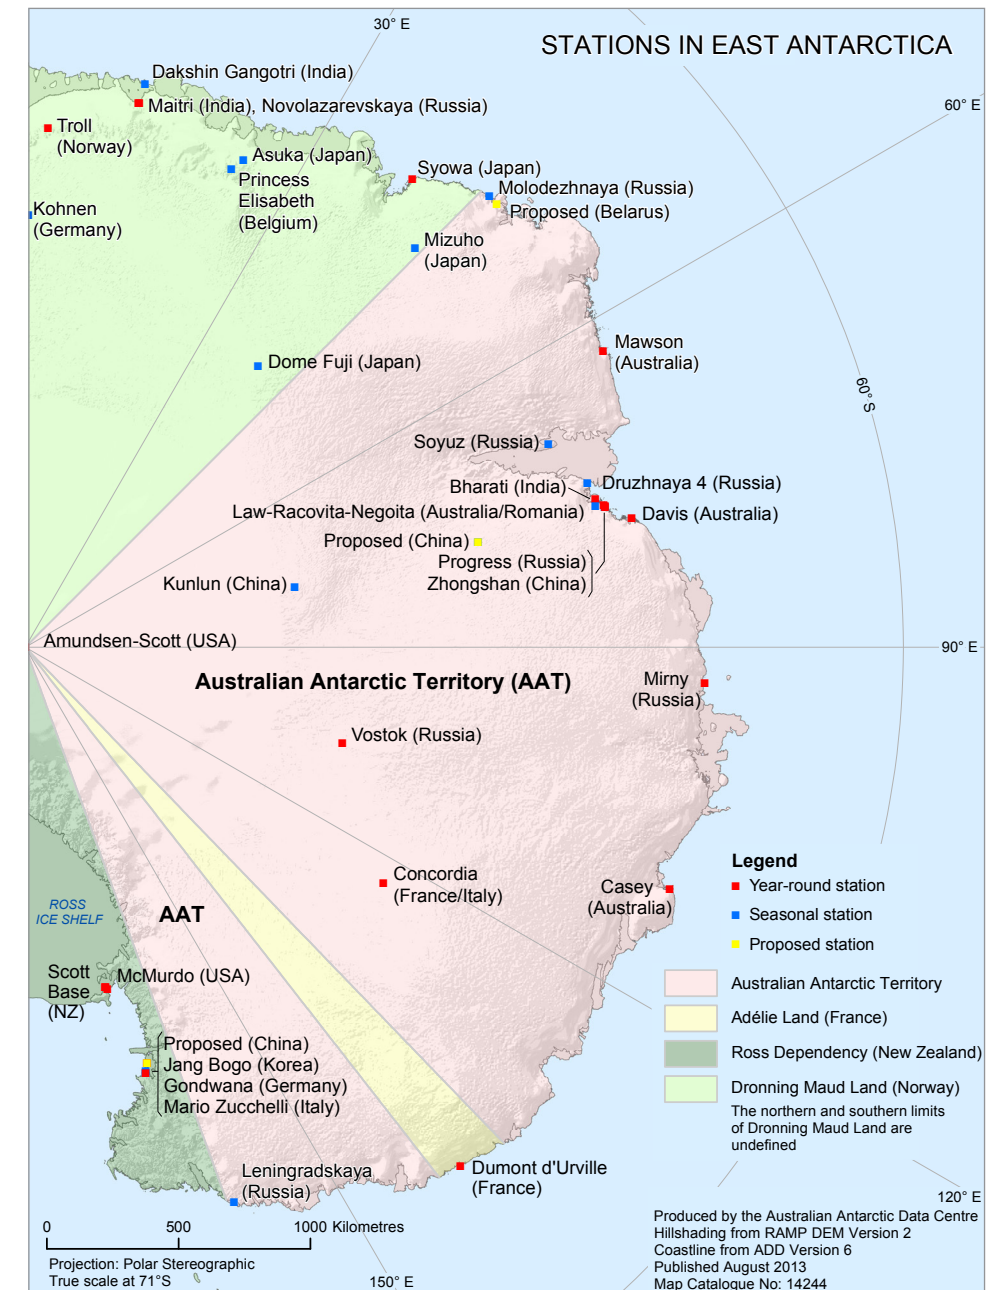 30° E
STATIONS IN EAST ANTARCTICA
Dakshin Gangotri (India)
60° E
Maitri (India), Novolazarevskaya (Russia)
Troll
(Norway)
Asuka (Japan)
Princess
Elisabeth
(Belgium)
Syowa (Japan)
Molodezhnaya (Russia)
Proposed (Belarus)
Kohnen
(Germany)
Mizuho
(Japan)
Mawson
(Australia)
Dome Fuji (Japan)
60° S
Soyuz (Russia)
Bharati (India)
Druzhnaya 4 (Russia)
Law-Racovita-Negoita (Australia/Romania)
Davis (Australia)
Proposed (China)
Progress (Russia)
Zhongshan (China)
Kunlun (China)
Amundsen-Scott (USA)
90° E
Australian Antarctic Territory (AAT)
Mirny
(Russia)
Vostok (Russia)
Concordia
(France/Italy)
Casey
(Australia)
Legend
Year-round station
Seasonal station
Proposed station
Australian Antarctic Territory
Adélie Land (France)
Ross Dependency (New Zealand)
Dronning Maud Land (Norway)
The northern and southern limits
of Dronning Maud Land are
undefined
ROSS
ICE SHELF
AAT
Scott
Base
(NZ)
McMurdo (USA)
Proposed (China)
Jang Bogo (Korea)
Gondwana (Germany)
Mario Zucchelli (Italy)
Leningradskaya
(Russia)
Dumont d'Urville
(France)
120° E
0 500 1000 Kilometres
Projection: Polar Stereographic
True scale at 71°S
150° E
Produced by the Australian Antarctic Data Centre
Hillshading from RAMP DEM Version 2
Coastline from ADD Version 6
Published August 2013
Map Catalogue No: 14244